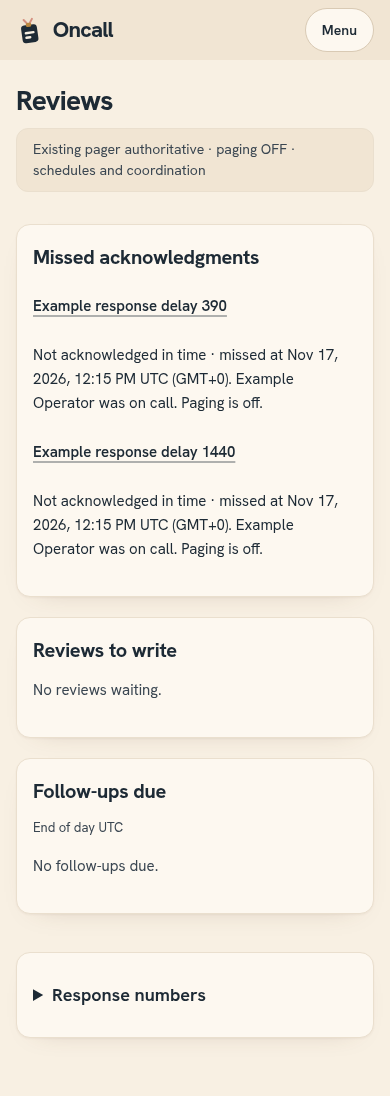 Oncall
Menu
Reviews
Existing pager authoritative · paging OFF ·
schedules and coordination
Missed acknowledgments
Example response delay 390
Not acknowledged in time · missed at Nov 17,
2026, 12:15 PM UTC (GMT+0). Example
Operator was on call. Paging is off.
Example response delay 1440
Not acknowledged in time · missed at Nov 17,
2026, 12:15 PM UTC (GMT+0). Example
Operator was on call. Paging is off.
Reviews to write
No reviews waiting.
Follow-ups due
End of day UTC
No follow-ups due.
Response numbers